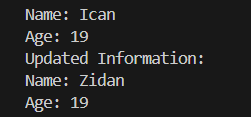 Name: Ican
Age: 19
Updated Information:
Name: Zidan
Age: 19